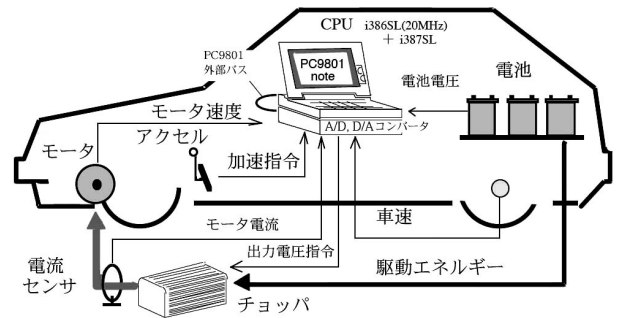 CPU i386SL(20MHz)
+ i387SL
PC9801
外部バス
PC9801
note
電池電圧
電池
モータ速度
A/D, D/Aコンバータ
アクセル
モータ
加速指令
車速
モータ電流
出力電圧指令
電流
センサ
駆動エネルギー
チョッパ